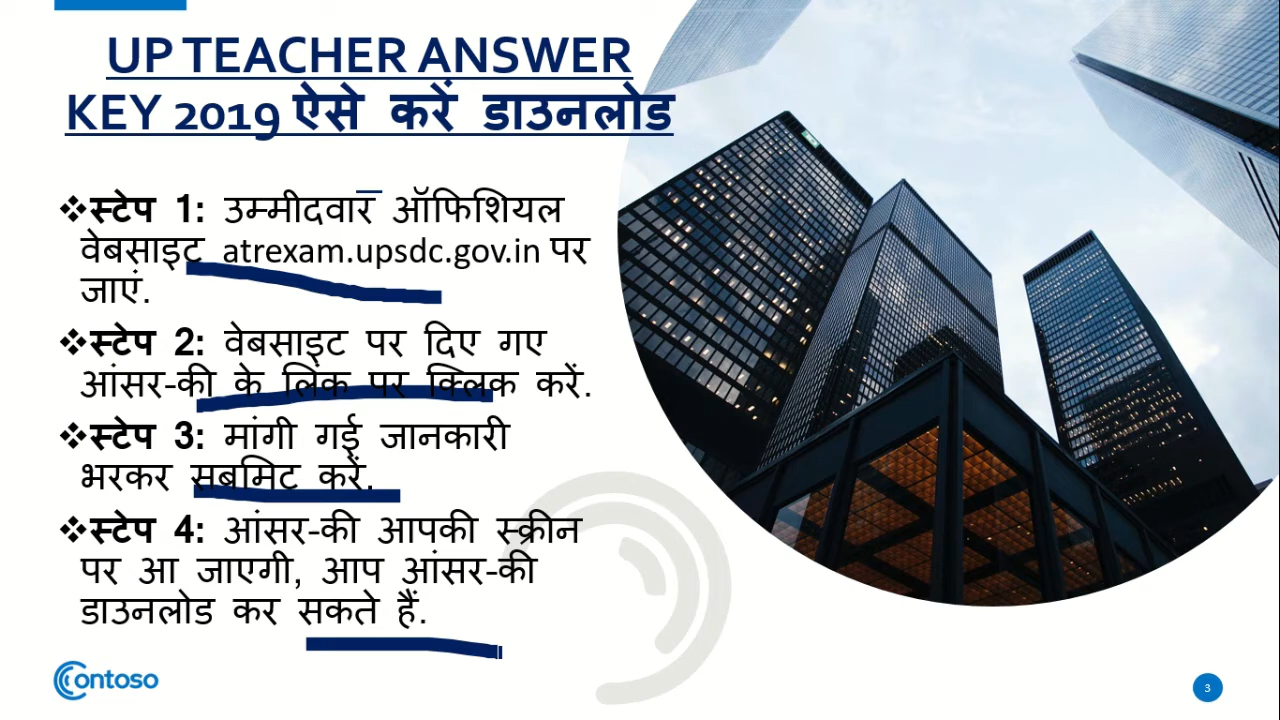 UP TEACHER ANSWER
KEY 2019 ऐसे करें डाउनलोड
❖स्टेप 1: उम्मीदवार ऑफिशियल
वेबसाइट atrexam.upsdc.gov.in पर
जाएं.
❖स्टेप 2: वेबसाइट पर दिए गए
आंसर-की के लिंक पर क्लिक करें.
❖स्टेप 3: मांगी गई जानकारी
भरकर सबमिट करें.
❖स्टेप 4: आंसर-की आपकी स्क्रीन
पर आ जाएगी, आप आंसर-की
डाउनलोड कर सकते हैं.
Contoso
3